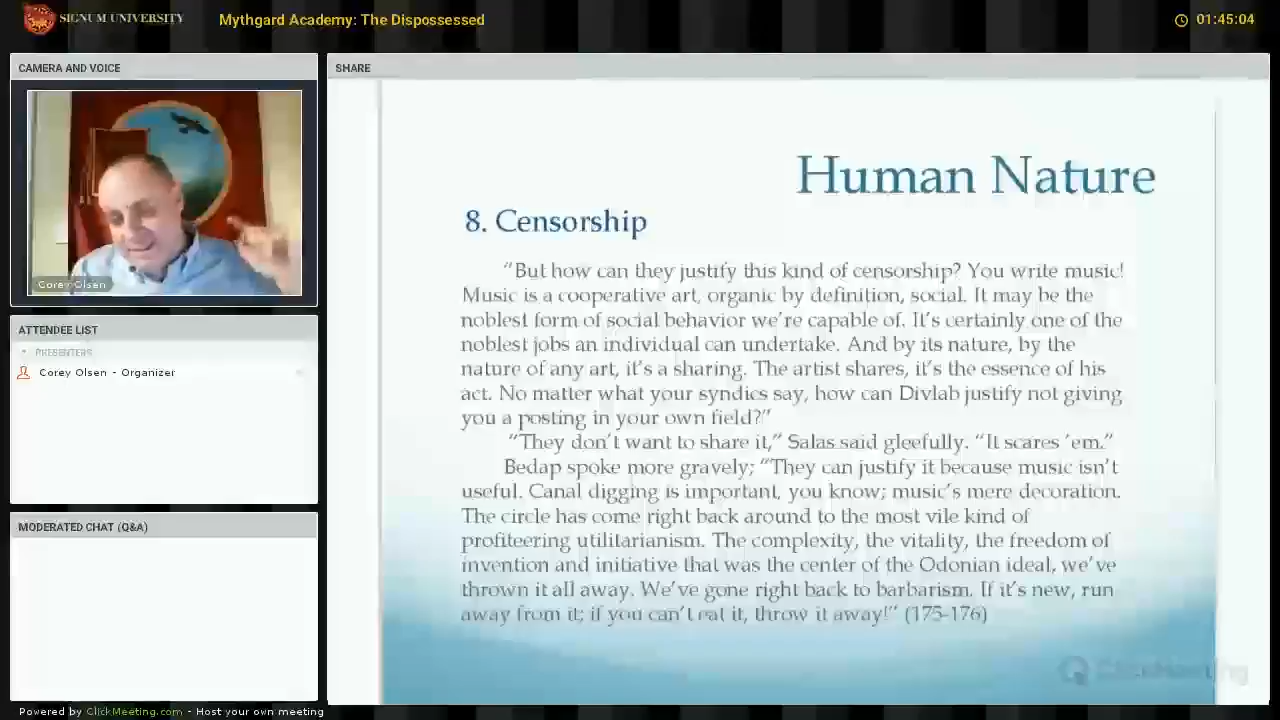 SIGNUM UNIVERSITY
Mythgard Academy: The Dispossessed
01:45:04
CAMERA AND VOICE
Corey Olsen
ATTENDEE LIST
PRESENTERS
Corey Olsen - Organizer
MODERATED CHAT (Q&A)
SHARE
Human Nature
8. Censorship
“But how can they justify this kind of censorship? You write music!
Music is a cooperative art, organic by definition, social. It may be the
noblest form of social behavior we’re capable of. It’s certainly one of the
noblest jobs an individual can undertake. And by its nature, by the
nature of any art, it’s a sharing. The artist shares, it’s the essence of his
act. No matter what your syndics say, how can Divlab justify not giving
you a posting in your own field?”
“They don’t want to share it,” Salas said gleefully. “It scares ’em.”
Bedap spoke more gravely; “They can justify it because music isn’t
useful. Canal digging is important, you know; music’s mere decoration.
The circle has come right back around to the most vile kind of
profiteering utilitarianism. The complexity, the vitality, the freedom of
invention and initiative that was the center of the Odonian ideal, we’ve
thrown it all away. We’ve gone right back to barbarism. If it’s new, run
away from it; if you can’t eat it, throw it away!” (175-176)
ClickMeeting
Powered by ClickMeeting.com - Host your own meeting